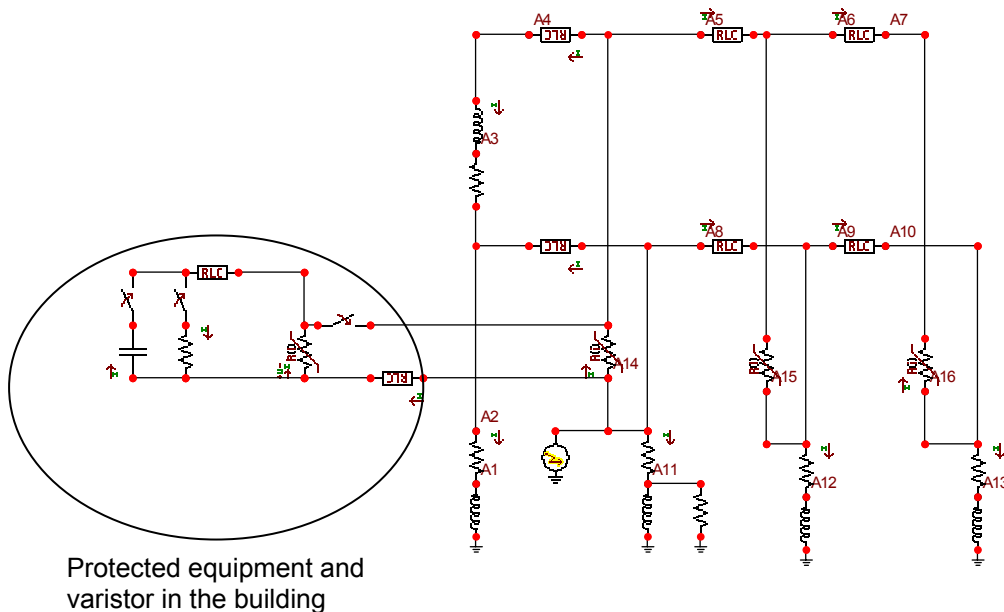 A4
RLC
A5
RLC
A6
RLC
A7
A3
RLC
A8
RLC
A9
RLC
A10
RLC
R(i)
R(i)
A14
R(i)
A15
R(i)
A16
RLC
A2
A1
A11
A12
A13
Protected equipment and
varistor in the building